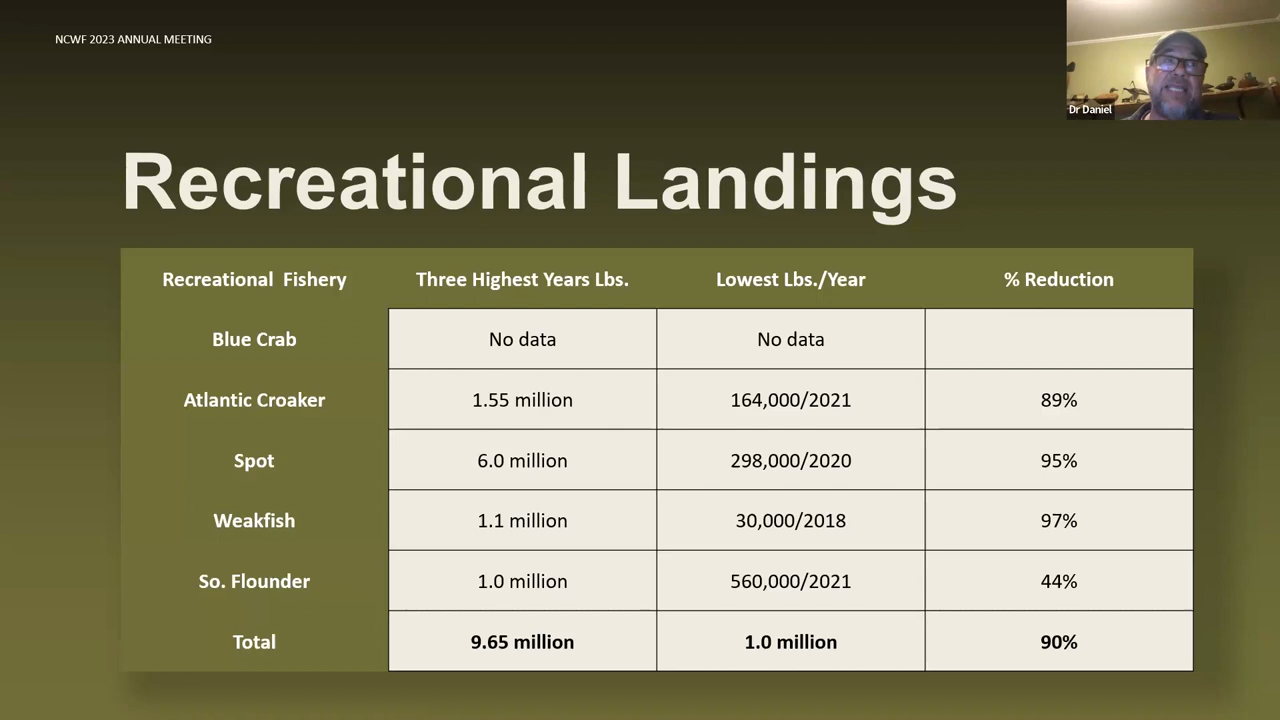 NCWF 2023 ANNUAL MEETING
Dr Daniel
Recreational Landings
Recreational Fishery Three Highest Years Lbs. Lowest Lbs./Year % Reduction
Blue Crab No data No data
Atlantic Croaker 1.55 million 164,000/2021 89%
Spot 6.0 million 298,000/2020 95%
Weakfish 1.1 million 30,000/2018 97%
So. Flounder 1.0 million 560,000/2021 44%
Total 9.65 million 1.0 million 90%